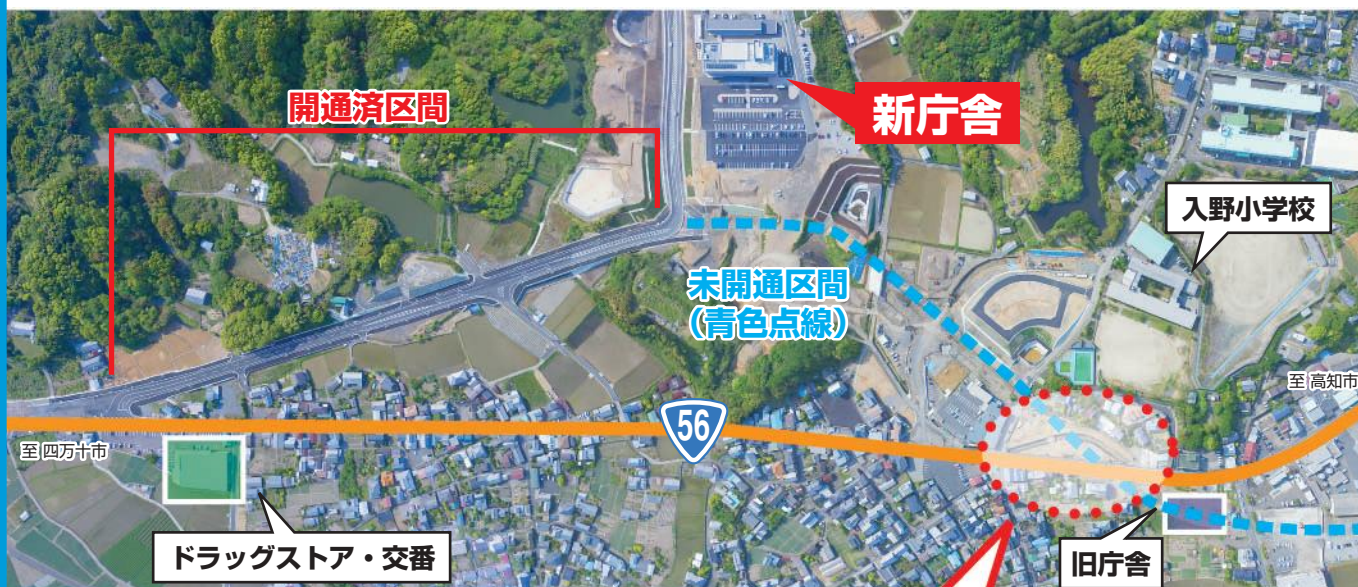 開通済区間
新庁舎
入野小学校
未開通区間
(青色点線)
至 高知市
56
至 四万十市
ドラッグストア・交番
旧庁舎